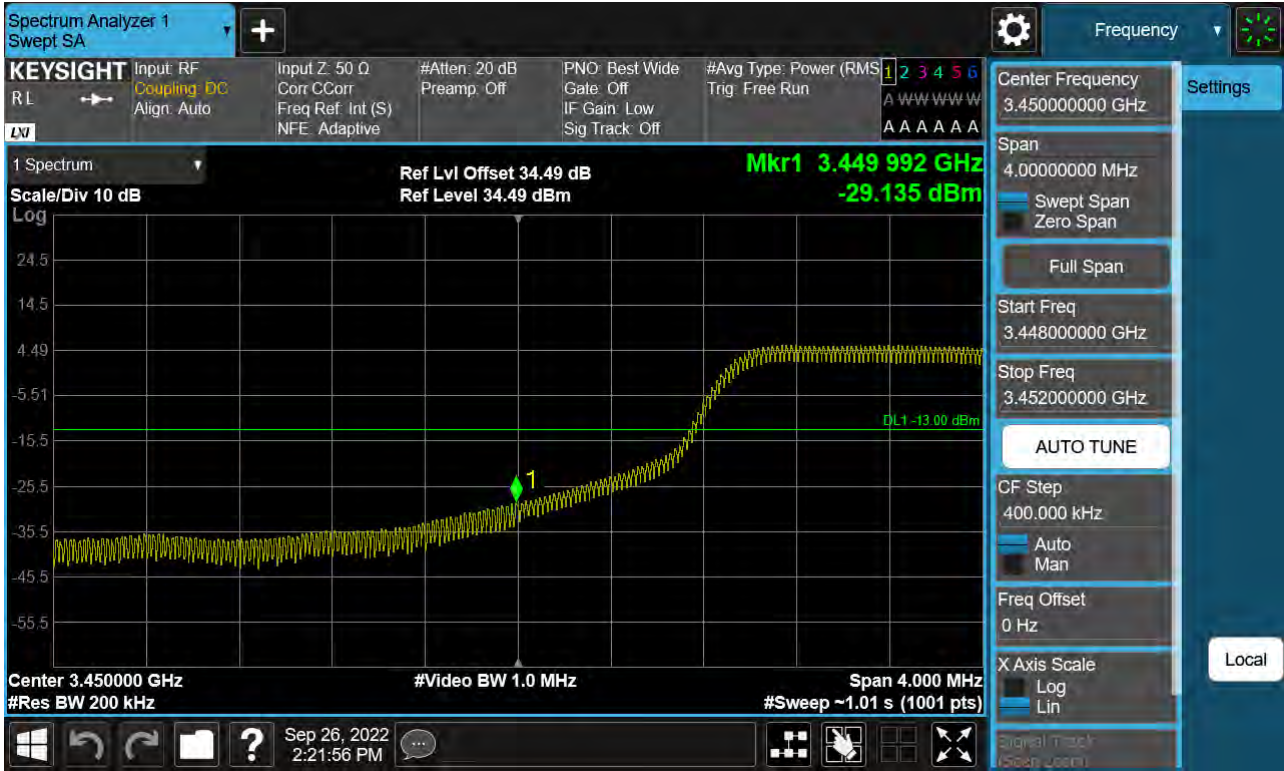 Spectrum Analyzer 1
Swept SA
Frequency
KEYSIGHT
RL
LXI
Input: RF
Coupling: DC
Align: Auto
Input Z: 50 Ω
Corr CCorr
Freq Ref: Int (S)
NFE: Adaptive
#Atten: 20 dB
Preamp: Off
PNO: Best Wide
Gate: Off
IF Gain: Low
Sig Track: Off
#Avg Type: Power (RMS
Trig: Free Run
1 2 3 4 5 6
A W W W W W
A A A A A A
Settings
1 Spectrum
Scale/Div 10 dB
Log
Ref Lvl Offset 34.49 dB
Ref Level 34.49 dBm
Mkr1 3.449 992 GHz
-29.135 dBm
24.5
14.5
4.49
-5.51
-15.5
-25.5
-35.5
-45.5
-55.5
DL1 -13.00 dBm
1
Center 3.450000 GHz
#Res BW 200 kHz
#Video BW 1.0 MHz
Span 4.000 MHz
#Sweep ~1.01 s (1001 pts)
Center Frequency
3.450000000 GHz
Span
4.00000000 MHz
Swept Span
Zero Span
Full Span
Start Freq
3.448000000 GHz
Stop Freq
3.452000000 GHz
AUTO TUNE
CF Step
400.000 kHz
Auto
Man
Freq Offset
0 Hz
X Axis Scale
Log
Lin
Signal Track
(Span Zoom)
Local
?
Sep 26, 2022
2:21:56 PM